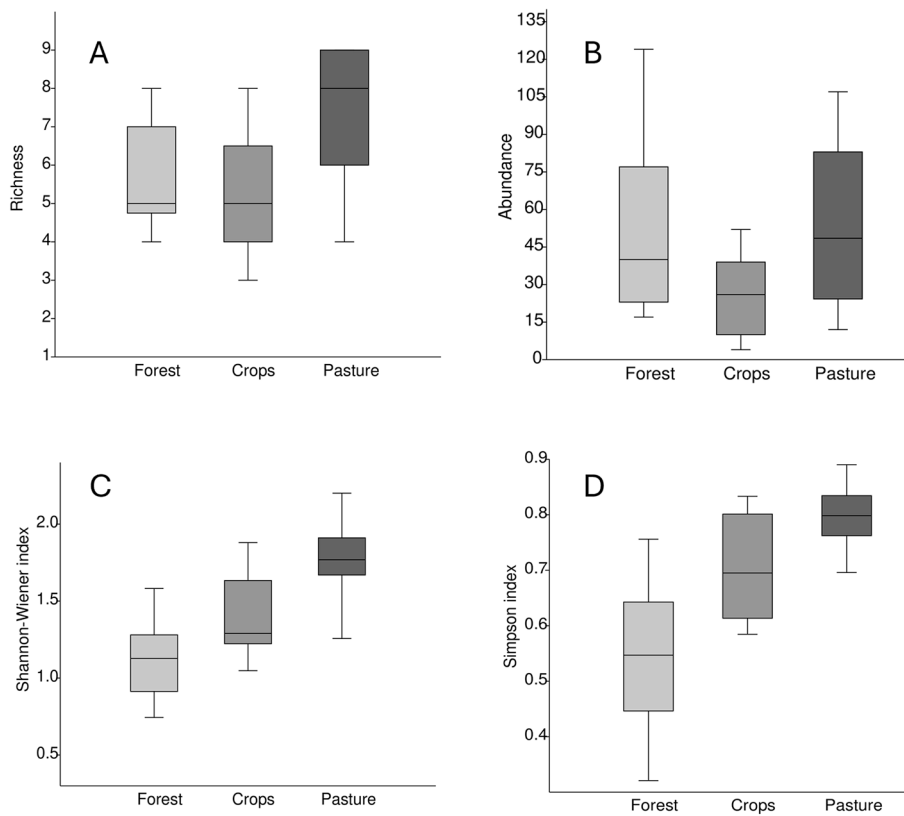 A
Richness
9
8
7
6
5
4
3
2
1
Forest Crops Pasture
B
Abundance
135
120
105
90
75
60
45
30
15
0
Forest Crops Pasture
C
Shannon-Wiener index
2.0
1.5
1.0
0.5
Forest Crops Pasture
D
Simpson index
0.9
0.8
0.7
0.6
0.5
0.4
Forest Crops Pasture